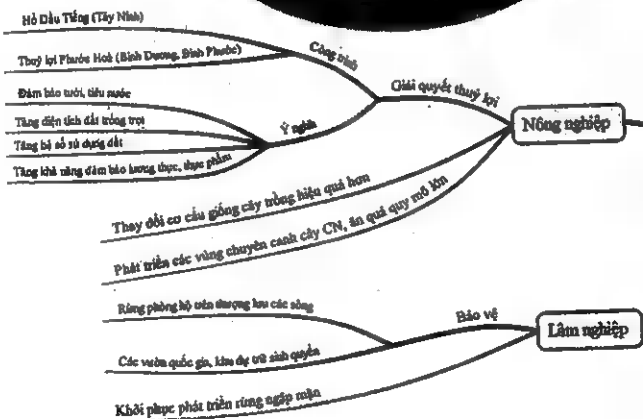 Hồ Dầu Tiếng (Tây Ninh)
Thuỷ lợi Phước Hoà (Bình Dương, Bình Phước)
Công trình
Đảm bảo tưới, tiêu nước
Tăng diện tích đất trồng trọt
Tăng hệ số sử dụng đất
Tăng khả năng đảm bảo lương thực, thực phẩm
Ý nghĩa
Giải quyết thuỷ lợi
Nông nghiệp
Thay đổi cơ cấu giống cây trồng hiệu quả hơn
Phát triển các vùng chuyên canh cây CN, ăn quả quy mô lớn
Rừng phòng hộ trên thượng lưu các sông
Các vườn quốc gia, khu dự trữ sinh quyển
Bảo vệ
Lâm nghiệp
Khôi phục phát triển rừng ngập mặn